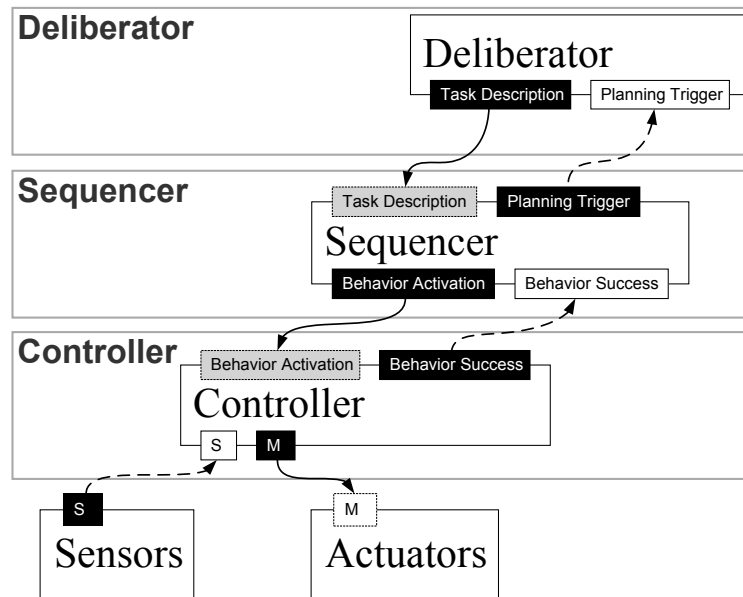 Deliberator
Deliberator
Task Description
Planning Trigger
Sequencer
Task Description
Planning Trigger
Sequencer
Behavior Activation
Behavior Success
Controller
Behavior Activation
Behavior Success
Controller
S
M
S
M
Sensors
Actuators